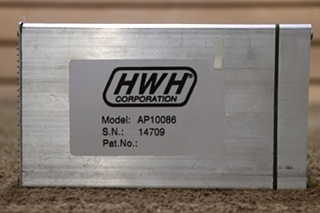 HWH
CORPORATION
Model: AP10086
S.N.: 14709
Pat.No.: